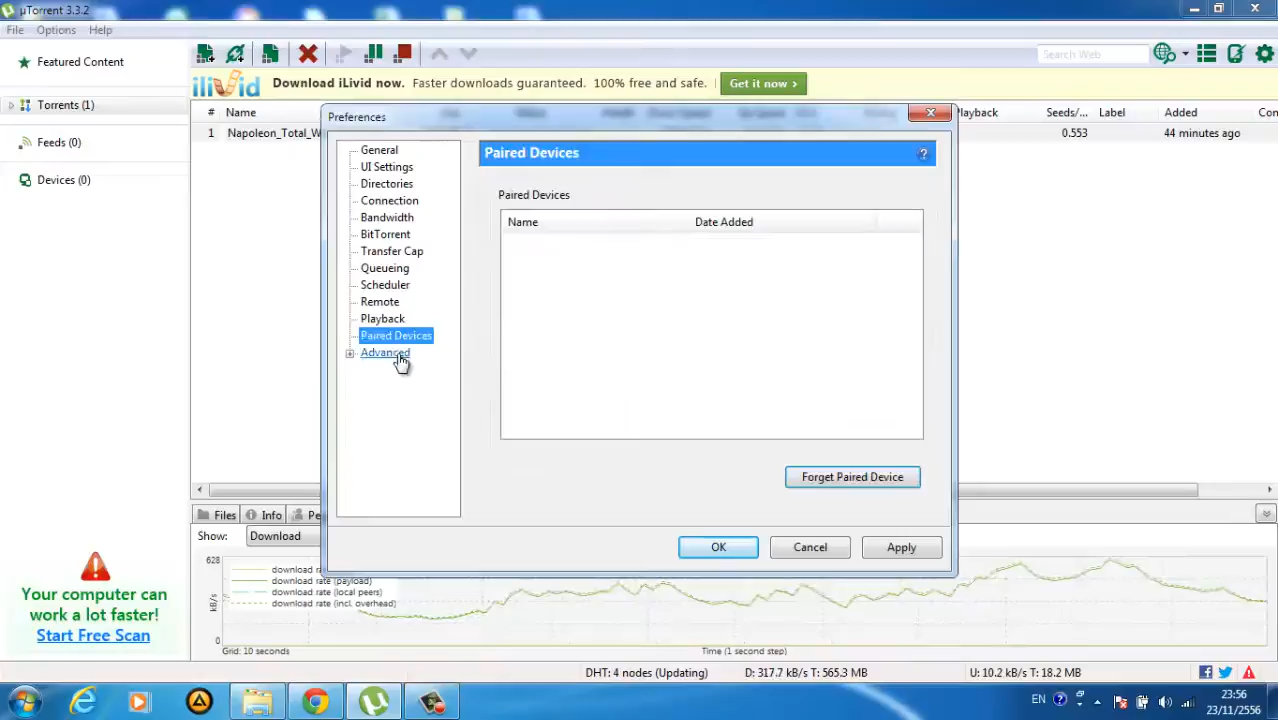 µTorrent 3.3.2
File Options Help
Featured Content
Search Web
ilivid Download iLivid now. Faster downloads guaranteed. 100% free and safe. Get it now >
Torrents (1)
# Name Playback Seeds/... Label Added
1 Napoleon_Total_W 0.553 44 minutes ago
Feeds (0)
Devices (0)
Preferences
General
UI Settings
Directories
Connection
Bandwidth
BitTorrent
Transfer Cap
Queueing
Scheduler
Remote
Playback
Paired Devices
Advanced
Paired Devices ?
Paired Devices
Name Date Added
Forget Paired Device
OK Cancel Apply
Files Info
Show: Download
628
kB/s
0
download rate (payload)
download rate (local peers)
download rate (incl. overhead)
Grid: 10 seconds Time (1 second step)
Your computer can
work a lot faster!
Start Free Scan
DHT: 4 nodes (Updating) D: 317.7 kB/s T: 565.3 MB U: 10.2 kB/s T: 18.2 MB
EN
23:56
23/11/2556